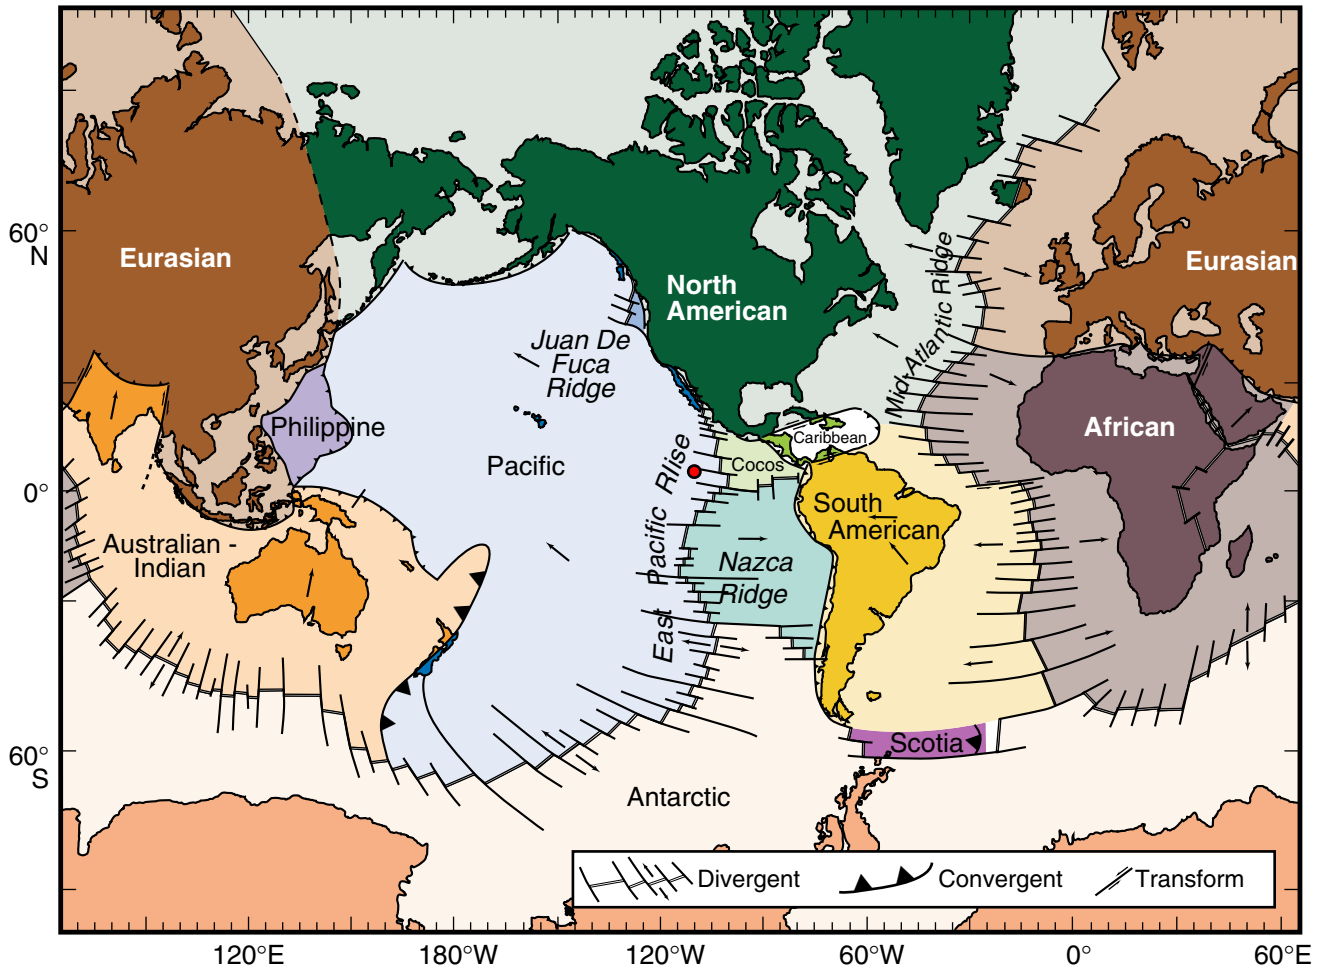 60°
N
0°
60°
S
Eurasian
North
American
Mid-Atlantic Ridge
Eurasian
Juan De
Fuca
Ridge
Philippine
Pacific
East Pacific RIise
Cocos
Caribbean
African
South
American
Australian -
Indian
Nazca
Ridge
Scotia
Antarctic
Divergent
Convergent
Transform
120°E
180°W
120°W
60°W
0°
60°E